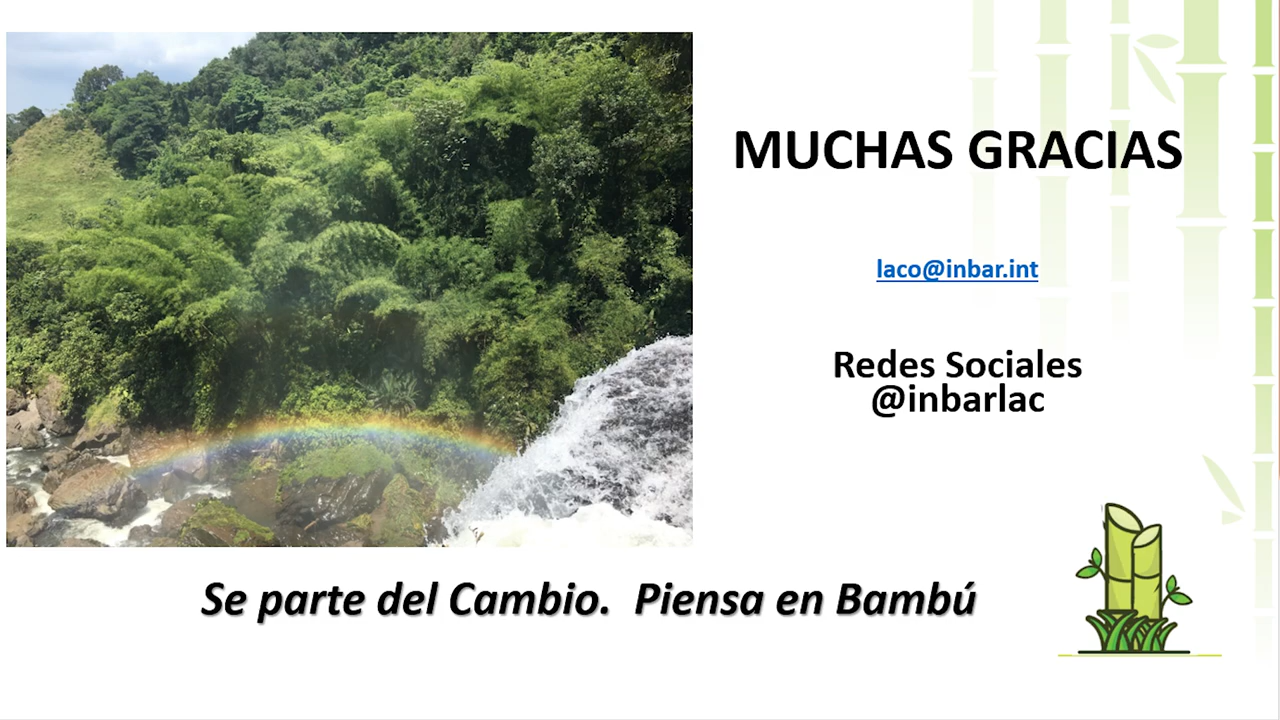 MUCHAS GRACIAS
laco@inbar.int
Redes Sociales
@inbarlac
Se parte del Cambio.  Piensa en Bambú